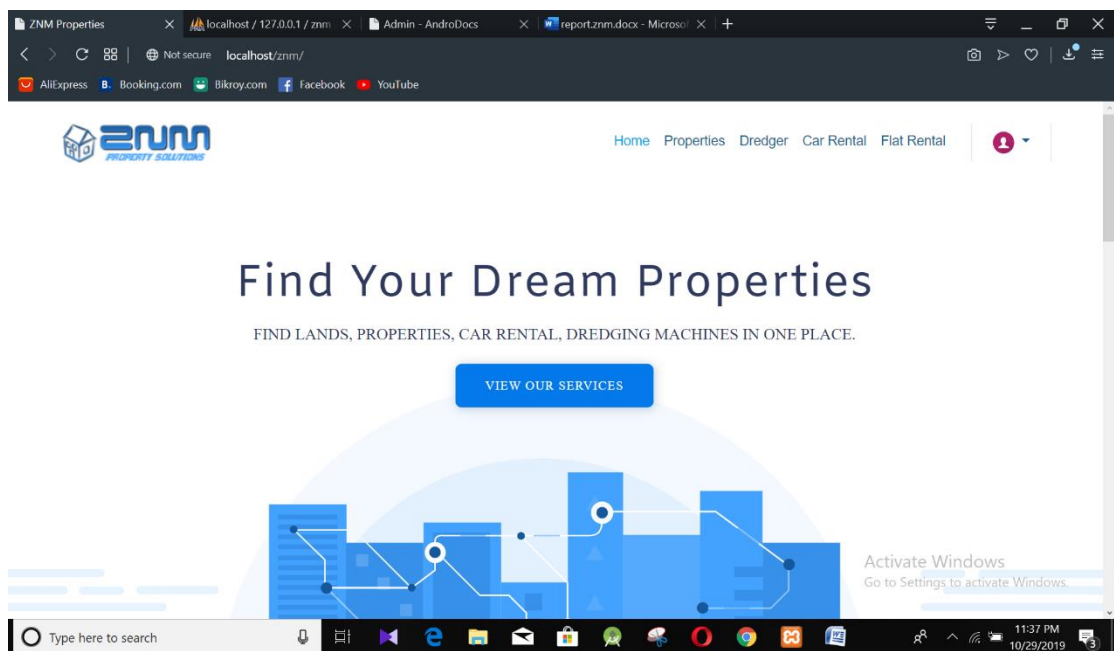 ZNM Properties
localhost / 127.0.0.1 / znm
Admin - AndroDocs
report.znm.docx - Microsof
Not secure localhost/znm/
AliExpress B. Booking.com Bikroy.com Facebook YouTube
ZNM
PROPERTY SOLUTIONS
Home Properties Dredger Car Rental Flat Rental
Find Your Dream Properties
FIND LANDS, PROPERTIES, CAR RENTAL, DREDGING MACHINES IN ONE PLACE.
VIEW OUR SERVICES
Activate Windows
Go to Settings to activate Windows.
Type here to search
11:37 PM
10/29/2019
3